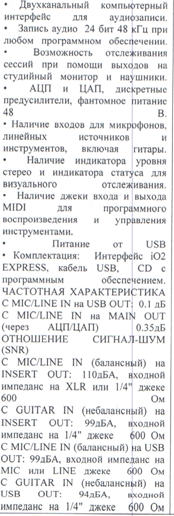 • Двухканальный компьютерный
интерфейс для аудиозаписи.
• Запись аудио 24 бит 48 кГц при
любом программном обеспечении.
• Возможность отслеживания
сессий при помощи выходов на
студийный монитор и наушники.
• АЦП и ЦАП, дискретные
предусилители, фантомное питание
48 В.
• Наличие входов для микрофонов,
линейных источников и
инструментов, включая гитары.
• Наличие индикатора уровня
стерео и индикатора статуса для
визуального отслеживания.
• Наличие джеки входа и выхода
MIDI для программного
воспроизведения и управления
инструментами.
• Питание от USB
• Комплектация: Интерфейс iO2
EXPRESS, кабель USB, CD с
программным обеспечением.
ЧАСТОТНАЯ ХАРАКТЕРИСТИКА
С MIC/LINE IN на USB OUT: 0.1 дБ
С MIC/LINE IN на MAIN OUT
(через АЦП/ЦАП) 0.35дБ
ОТНОШЕНИЕ СИГНАЛ-ШУМ
(SNR)
С MIC/LINE IN (балансный) на
INSERT OUT: 110дБА, входной
импеданс на XLR или 1/4" джеке
600 Ом
С GUITAR IN (небалансный) на
INSERT OUT: 99дБА, входной
импеданс на 1/4" джеке 600 Ом
С MIC/LINE IN (балансный) на USB
OUT: 99дБА, входной импеданс на
MIC или LINE джеке 600 Ом
С GUITAR IN (небалансный) на
USB OUT: 94дБА, входной
импеданс на 1/4" джеке 600 Ом